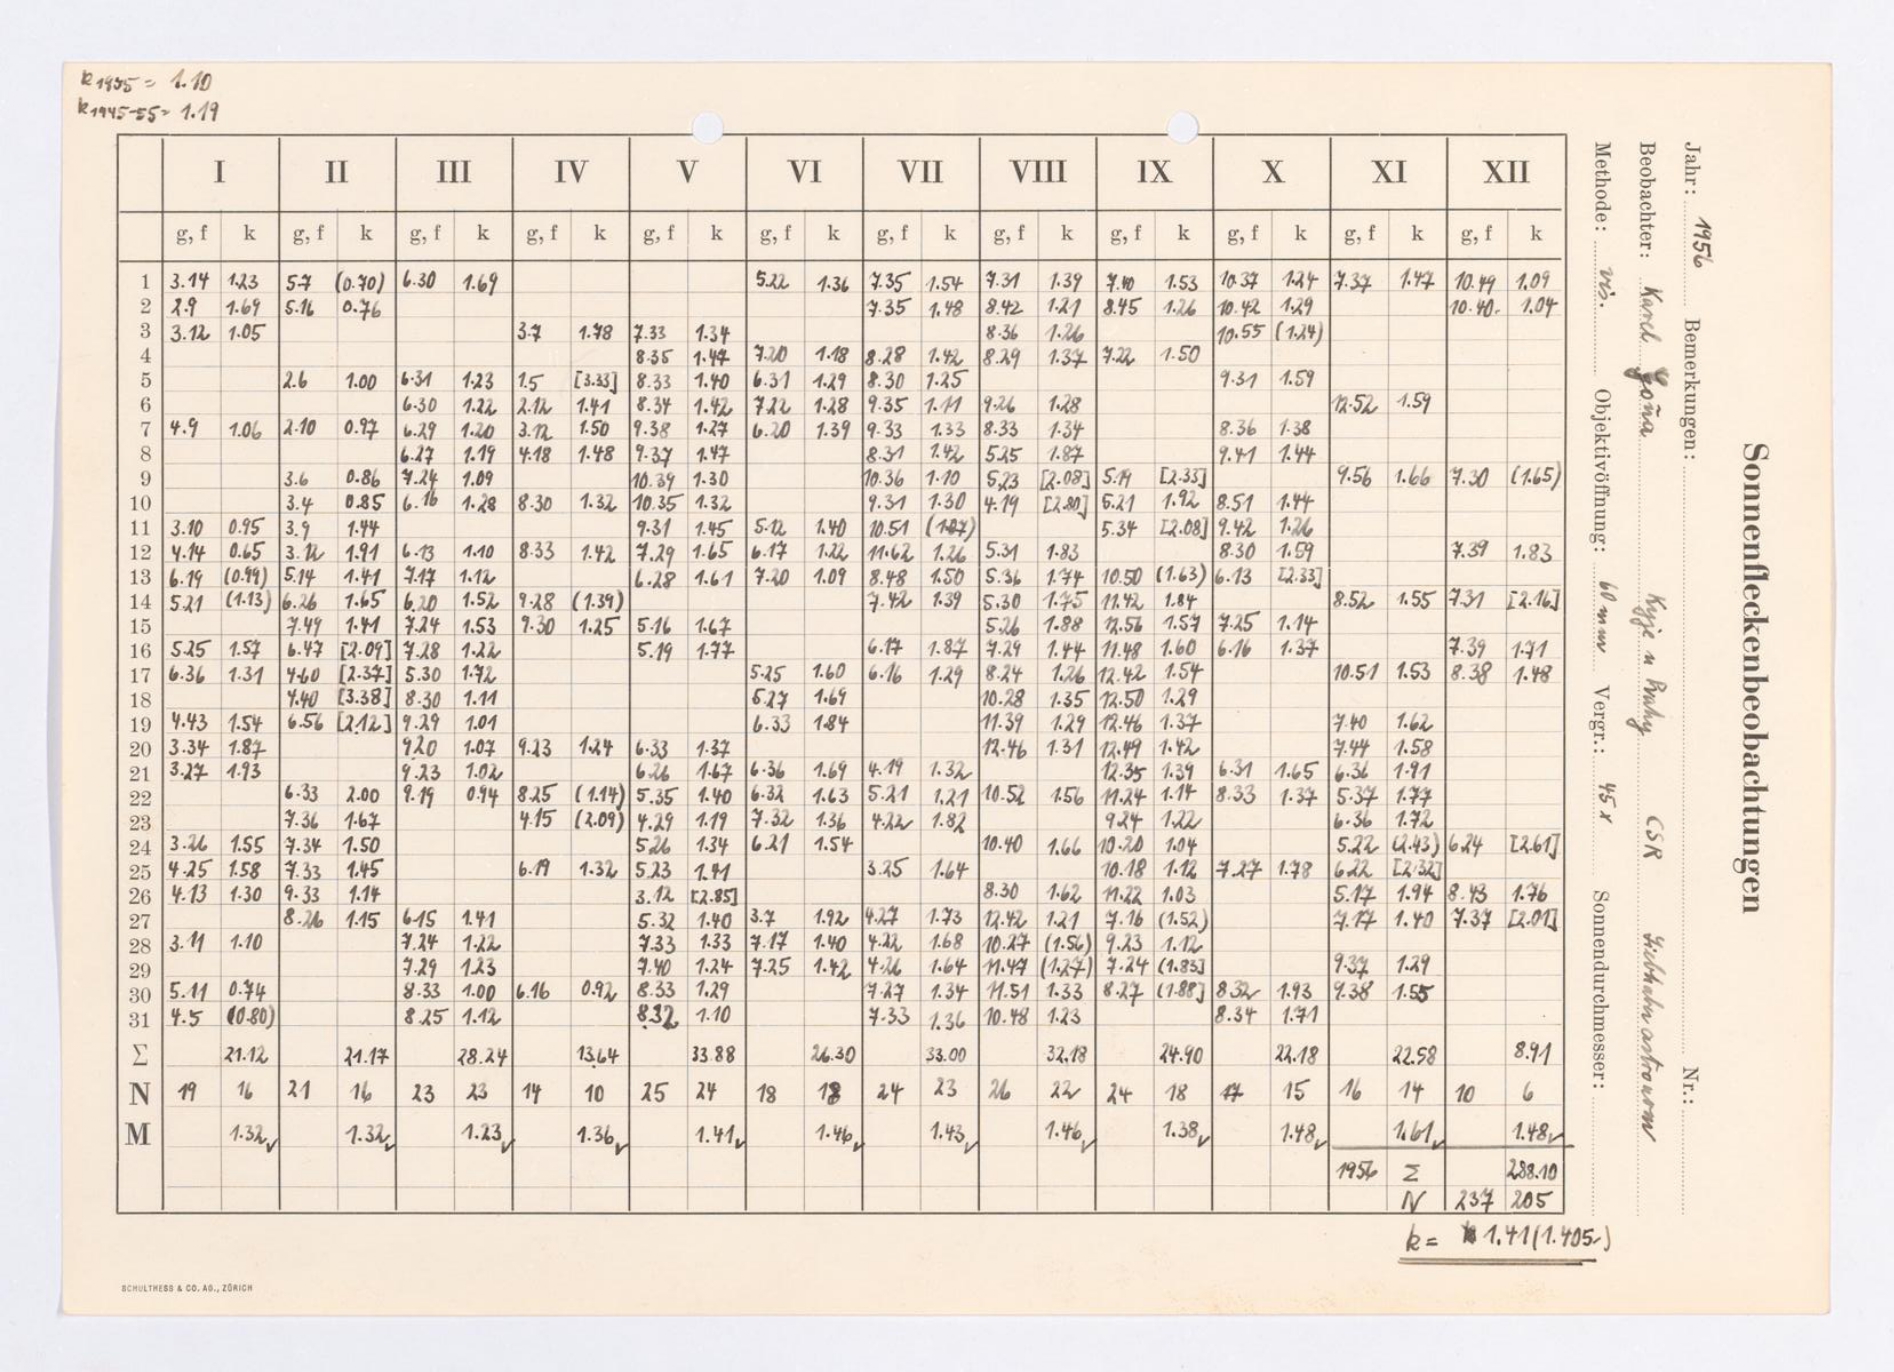 k1935 = 1.10
k1945-55 = 1.19
I II III IV V VI VII VIII IX X XI XII
g, f k g, f k g, f k g, f k g, f k g, f k g, f k g, f k g, f k g, f k g, f k g, f k
1 3.14 1.23 5.7 (0.70) 6.30 1.69 5.22 1.36 7.35 1.54 7.31 1.39 7.40 1.53 10.37 1.24 7.37 1.47 10.49 1.09
2 2.9 1.69 5.16 0.76 7.35 1.48 8.42 1.21 8.45 1.26 10.42 1.29 10.40. 1.04
3 3.12 1.05 3.7 1.78 7.33 1.34 8.36 1.26 10.55 (1.24)
4 8.35 1.47 7.20 1.18 8.28 1.42 8.29 1.37 7.22 1.50
5 2.6 1.00 6.31 1.23 1.5 [3.33] 8.33 1.40 6.31 1.29 8.30 1.25 9.31 1.59
6 6.30 1.22 2.12 1.41 8.34 1.42 7.22 1.28 9.35 1.11 9.26 1.28 12.52 1.59
7 4.9 1.06 2.10 0.97 6.29 1.20 3.12 1.50 9.38 1.27 6.20 1.39 9.33 1.33 8.33 1.34 8.36 1.38
8 6.27 1.19 4.18 1.48 9.37 1.47 8.31 1.42 5.25 1.87 9.41 1.44
9 3.6 0.86 7.24 1.09 10.39 1.30 10.36 1.10 5.23 [2.08] 5.19 [2.33] 9.56 1.66 7.30 (1.65)
10 3.4 0.85 6.16 1.28 8.30 1.32 10.35 1.32 9.31 1.30 4.19 [2.80] 5.21 1.92 8.51 1.44
11 3.10 0.95 3.9 1.44 9.31 1.45 5.12 1.40 10.51 (1.07) 5.34 [2.08] 9.42 1.26
12 4.14 0.65 3.12 1.91 6.13 1.10 8.33 1.42 7.29 1.65 6.17 1.22 11.62 1.26 5.31 1.83 8.30 1.59 7.39 1.83
13 6.19 (0.99) 5.14 1.41 7.17 1.12 6.28 1.61 7.20 1.09 8.48 1.50 5.36 1.74 10.50 (1.63) 6.13 [2.33]
14 5.21 (1.13) 6.26 1.65 6.20 1.52 9.28 (1.39) 7.42 1.39 5.30 1.75 11.42 1.84 8.52 1.55 7.31 [2.16]
15 7.49 1.41 7.24 1.53 9.30 1.25 5.16 1.67 5.26 1.88 12.56 1.57 7.25 1.14
16 5.25 1.57 6.47 [2.09] 7.28 1.22 5.19 1.77 6.17 1.87 7.29 1.44 11.48 1.60 6.16 1.37 7.39 1.71
17 6.36 1.31 4.60 [2.37] 5.30 1.72 5.25 1.60 6.16 1.29 8.24 1.26 12.42 1.54 10.51 1.53 8.38 1.48
18 4.40 [3.38] 8.30 1.11 5.27 1.69 10.28 1.35 12.50 1.29
19 4.43 1.54 6.56 [2.12] 9.29 1.01 6.33 1.84 11.39 1.29 12.46 1.37 7.40 1.62
20 3.34 1.87 9.20 1.07 9.23 1.24 6.33 1.37 12.46 1.31 12.49 1.42 7.44 1.58
21 3.27 1.93 9.23 1.02 6.26 1.67 6.36 1.69 4.19 1.32 12.35 1.39 6.31 1.65 6.36 1.91
22 6.33 2.00 9.19 0.94 8.25 (1.14) 5.35 1.40 6.32 1.63 5.21 1.21 10.52 1.56 11.24 1.14 8.33 1.37 5.37 1.77
23 7.36 1.67 4.15 (2.09) 4.29 1.19 7.32 1.36 4.22 1.82 9.24 1.22 6.36 1.72
24 3.26 1.55 7.34 1.50 5.26 1.34 6.21 1.54 10.40 1.66 10.20 1.04 5.22 (2.43) 6.24 [2.61]
25 4.25 1.58 7.33 1.45 6.19 1.32 5.23 1.41 3.25 1.64 10.18 1.12 7.27 1.78 6.22 [2.32]
26 4.13 1.30 9.33 1.14 3.12 [2.85] 8.30 1.62 11.22 1.03 5.17 1.94 8.43 1.76
27 8.26 1.15 6.15 1.41 5.32 1.40 3.7 1.92 4.27 1.73 12.42 1.21 7.16 (1.52) 7.17 1.40 7.37 [2.01]
28 3.11 1.10 7.24 1.22 7.33 1.33 7.17 1.40 4.22 1.68 10.27 (1.56) 9.23 1.12
29 7.29 1.23 7.40 1.24 7.25 1.42 4.26 1.64 11.47 (1.27) 7.24 (1.83] 9.37 1.29
30 5.11 0.74 8.33 1.00 6.16 0.92 8.33 1.29 7.27 1.34 11.51 1.33 8.27 (1.88] 8.32 1.93 9.38 1.55
31 4.5 (0.80) 8.25 1.12 8.32 1.10 7.33 1.36 10.48 1.23 8.34 1.71
Σ 21.12 21.17 28.24 13.64 33.88 26.30 33.00 32.18 24.90 22.18 22.58 8.91
N 19 16 21 16 23 23 14 10 25 24 18 18 24 23 26 22 24 18 17 15 16 14 10 6
M 1.32 1.32 1.23 1.36 1.41 1.46 1.43 1.46 1.38 1.48 1.61 1.48
1956 Σ 288.10
N 237 205
k = 1.41 (1.405)
SCHULTHESS & CO. AG., ZÜRICH
Sonnenfleckenbeobachtungen
Jahr: 1956 Bemerkungen: Nr.:
Beobachter: Karel Goňa Kyje u Prahy ČSR
Methode: vis. Objektivöffnung: 60 mm Vergr.: 45 x Sonnendurchmesser: